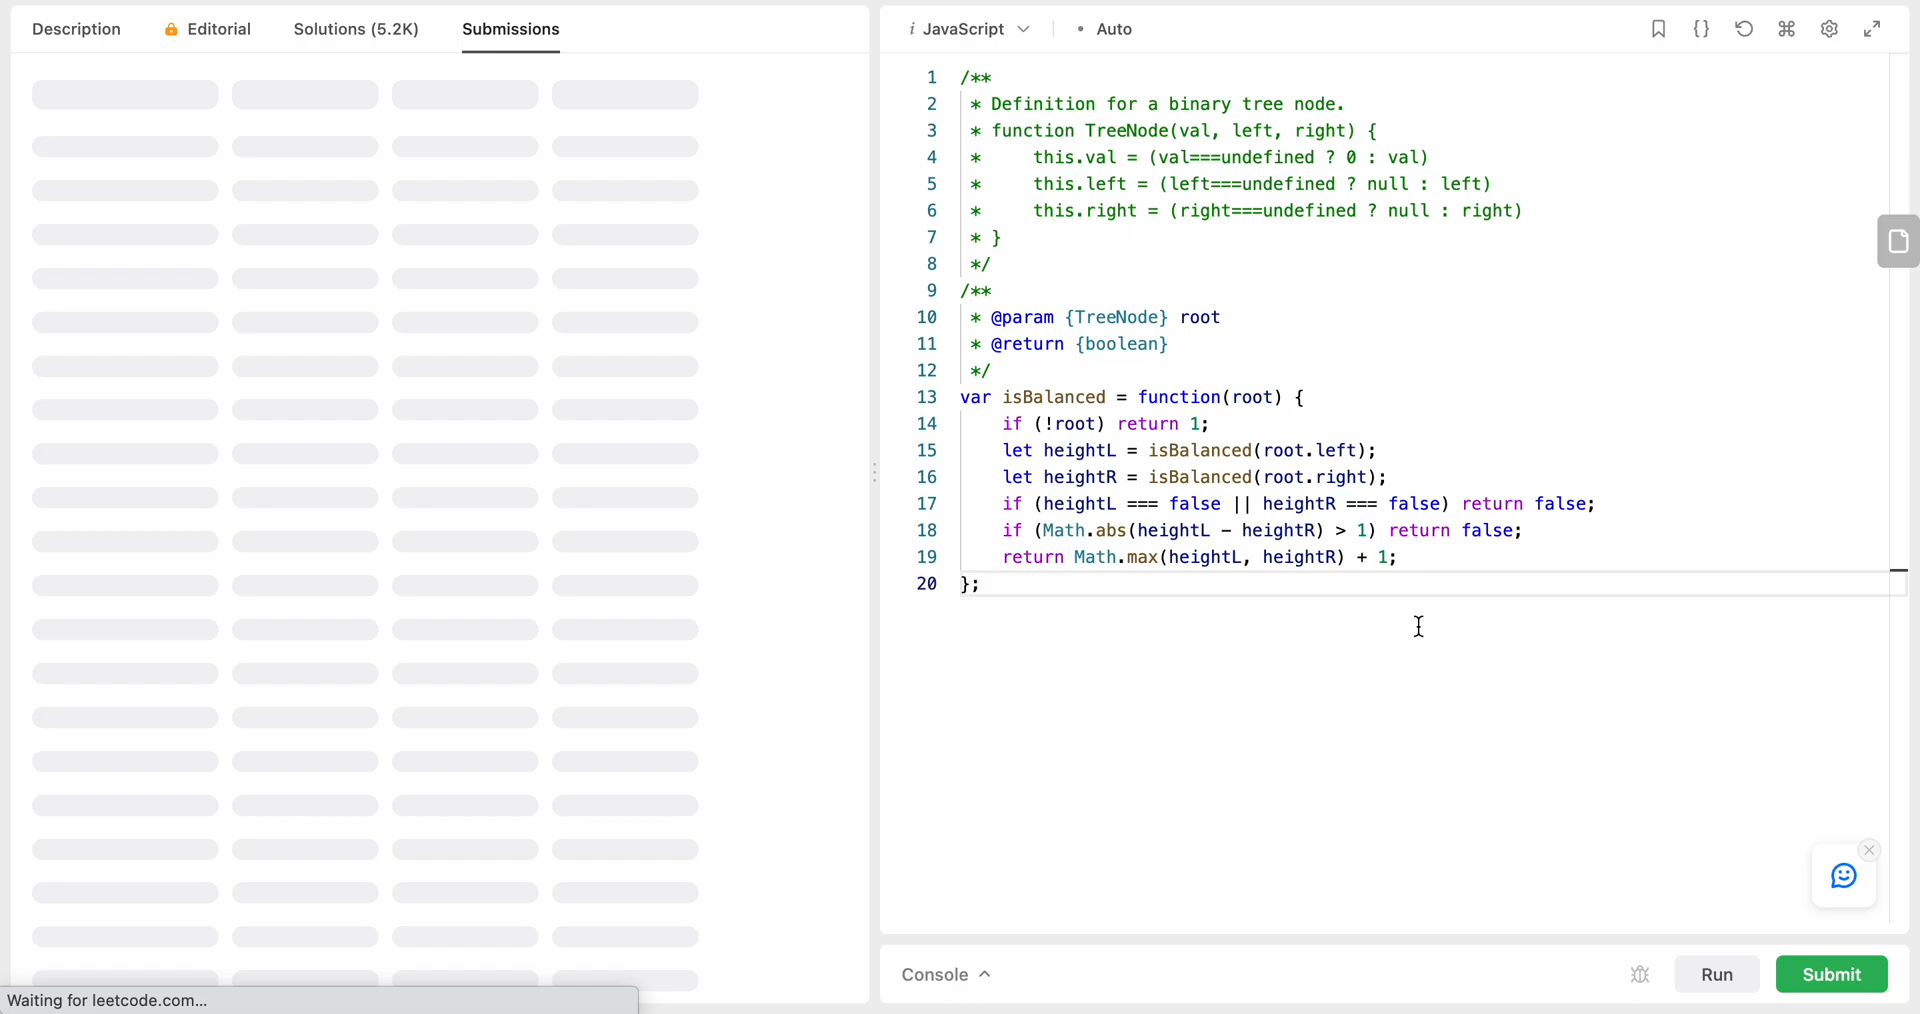 Description
Editorial
Solutions (5.2K)
Submissions
Waiting for leetcode.com...
i JavaScript
• Auto
{}
1 /**
2 * Definition for a binary tree node.
3 * function TreeNode(val, left, right) {
4 *     this.val = (val===undefined ? 0 : val)
5 *     this.left = (left===undefined ? null : left)
6 *     this.right = (right===undefined ? null : right)
7 * }
8 */
9 /**
10 * @param {TreeNode} root
11 * @return {boolean}
12 */
13 var isBalanced = function(root) {
14     if (!root) return 1;
15     let heightL = isBalanced(root.left);
16     let heightR = isBalanced(root.right);
17     if (heightL === false || heightR === false) return false;
18     if (Math.abs(heightL - heightR) > 1) return false;
19     return Math.max(heightL, heightR) + 1;
20 };
Console
Run
Submit